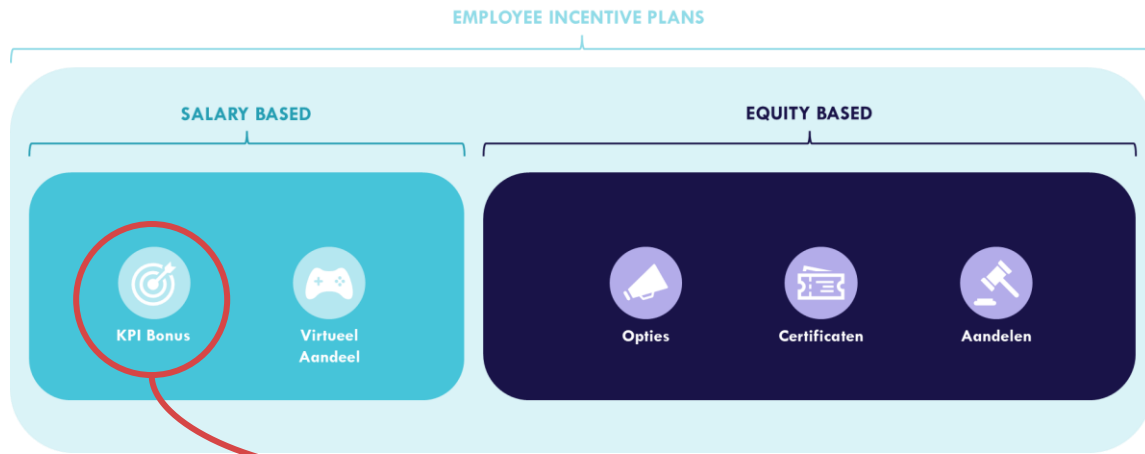 EMPLOYEE INCENTIVE PLANS
SALARY BASED
EQUITY BASED
KPI Bonus
Virtueel
Aandeel
Opties
Certificaten
Aandelen